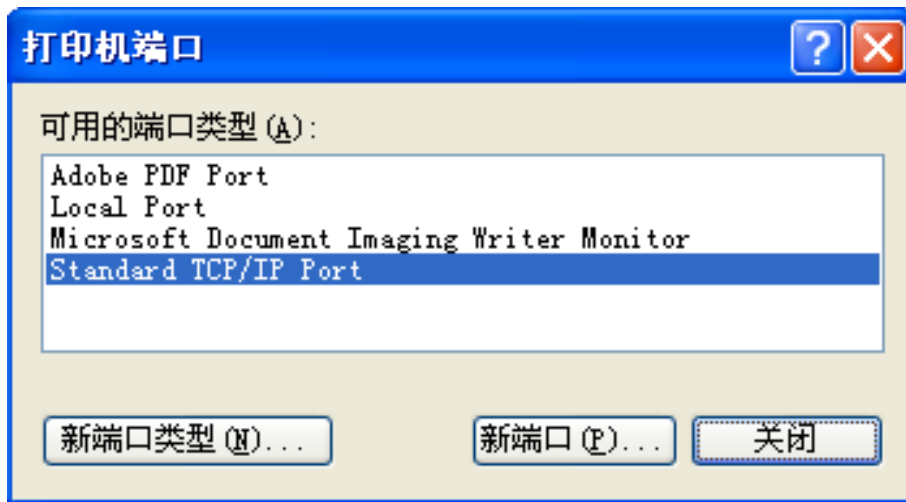 打印机端口
可用的端口类型(A):
Adobe PDF Port
Local Port
Microsoft Document Imaging Writer Monitor
Standard TCP/IP Port
新端口类型(N)... 新端口(P)... 关闭